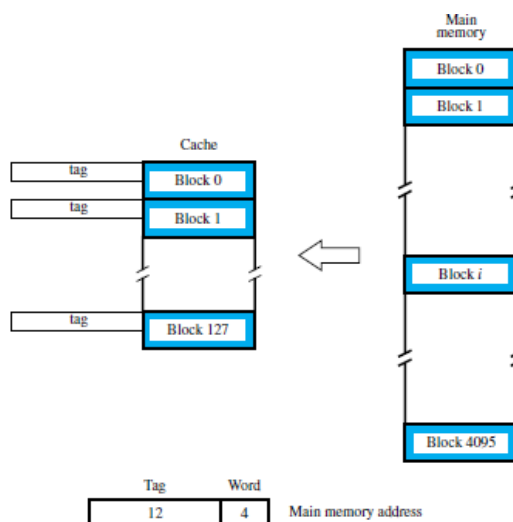 Main
memory
Block 0
Block 1
Cache
tag
Block 0
tag
Block 1
Block i
tag
Block 127
Block 4095
Tag Word
12 4 Main memory address